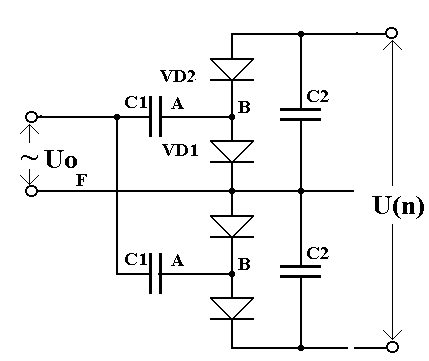 VD2
C1 A B C2
VD1
~ Uo
F
U(n)
C1 A B C2